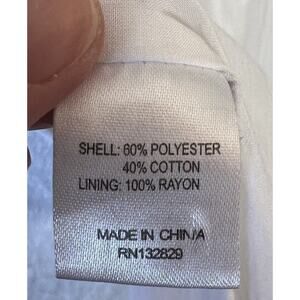 SHELL: 60% POLYESTER
40% COTTON
LINING: 100% RAYON
MADE IN CHINA
RN132829